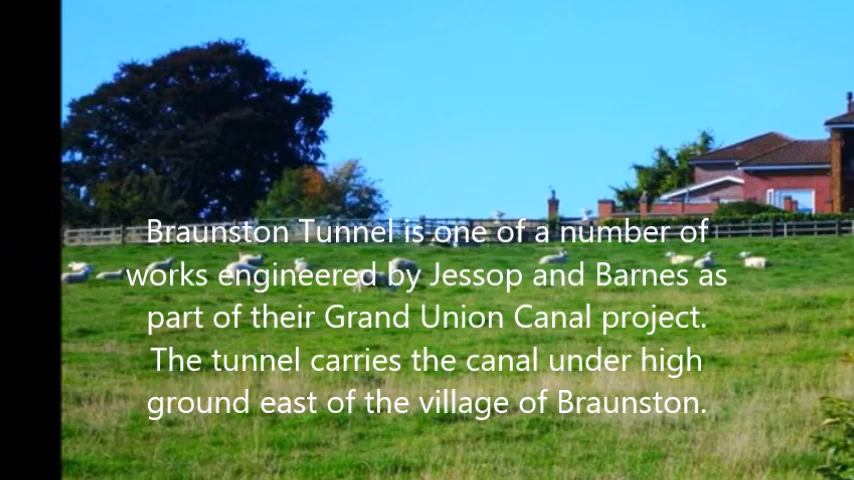 Braunston Tunnel is one of a number of
works engineered by Jessop and Barnes as
part of their Grand Union Canal project.
The tunnel carries the canal under high
ground east of the village of Braunston.